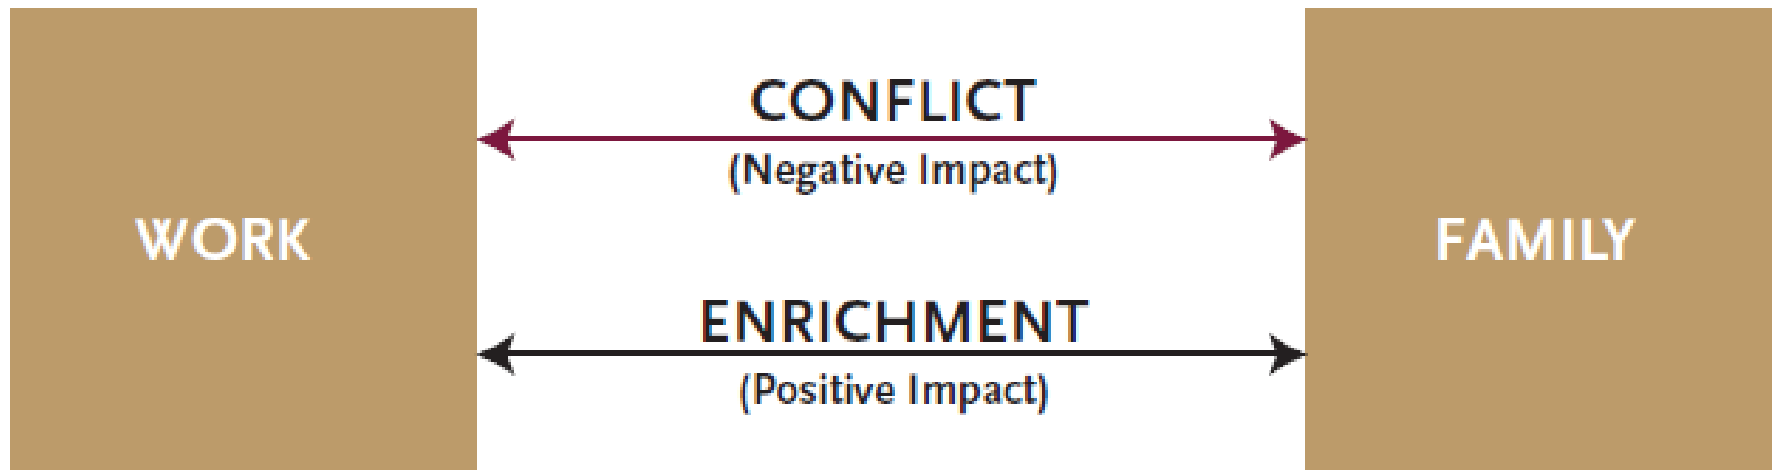 CONFLICT
(Negative Impact)
WORK
FAMILY
ENRICHMENT
(Positive Impact)